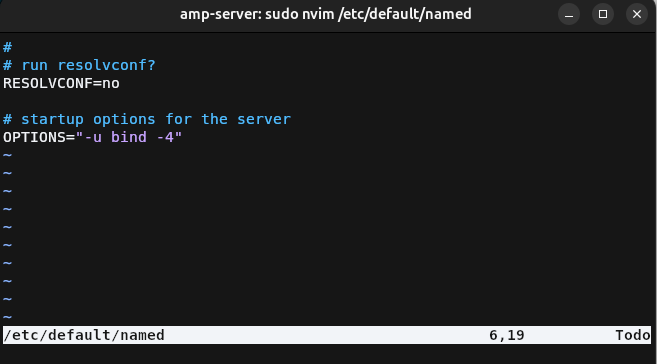 amp-server: sudo nvim /etc/default/named
#
# run resolvconf?
RESOLVCONF=no
# startup options for the server
OPTIONS="-u bind -4"
~
~
~
~
~
~
~
~
~
~
/etc/default/named 6,19 Todo